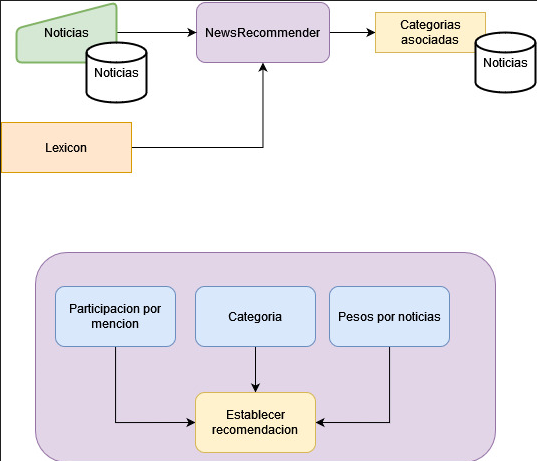 Noticias
Noticias
NewsRecommender
Categorias
asociadas
Noticias
Lexicon
Participacion por
mencion
Categoria
Pesos por noticias
Establecer
recomendacion